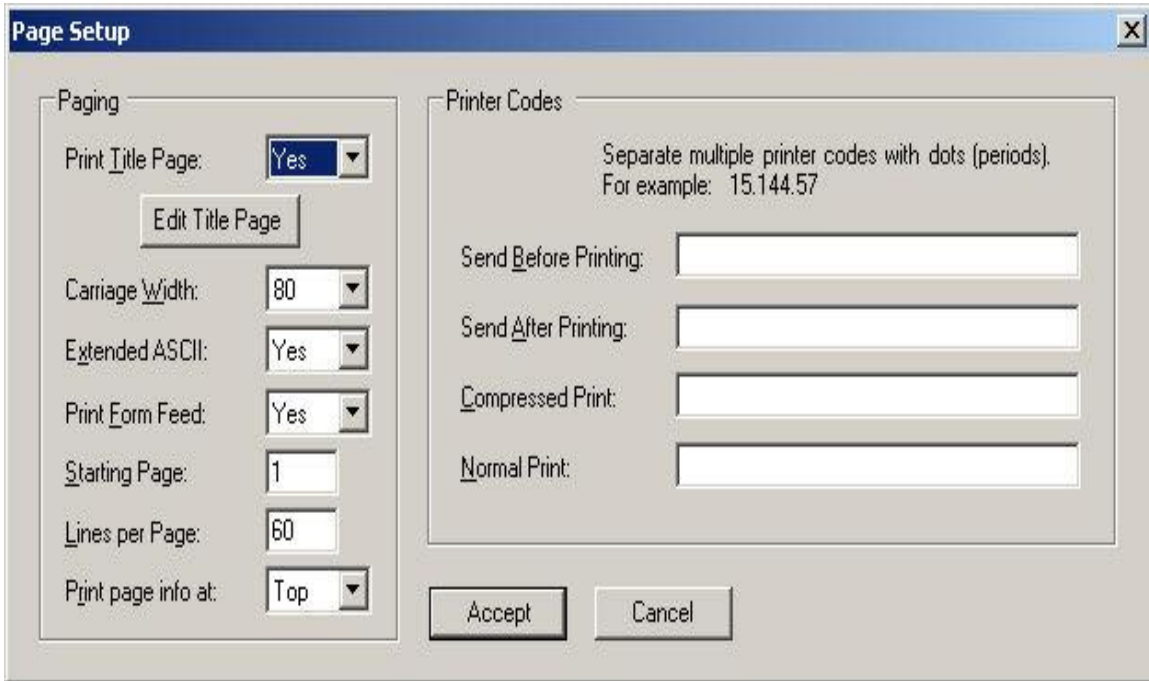 Page Setup
Paging
Print Title Page: Yes
Edit Title Page
Carriage Width: 80
Extended ASCII: Yes
Print Form Feed: Yes
Starting Page: 1
Lines per Page: 60
Print page info at: Top
Printer Codes
Separate multiple printer codes with dots (periods).
For example: 15.144.57
Send Before Printing:
Send After Printing:
Compressed Print:
Normal Print:
Accept
Cancel